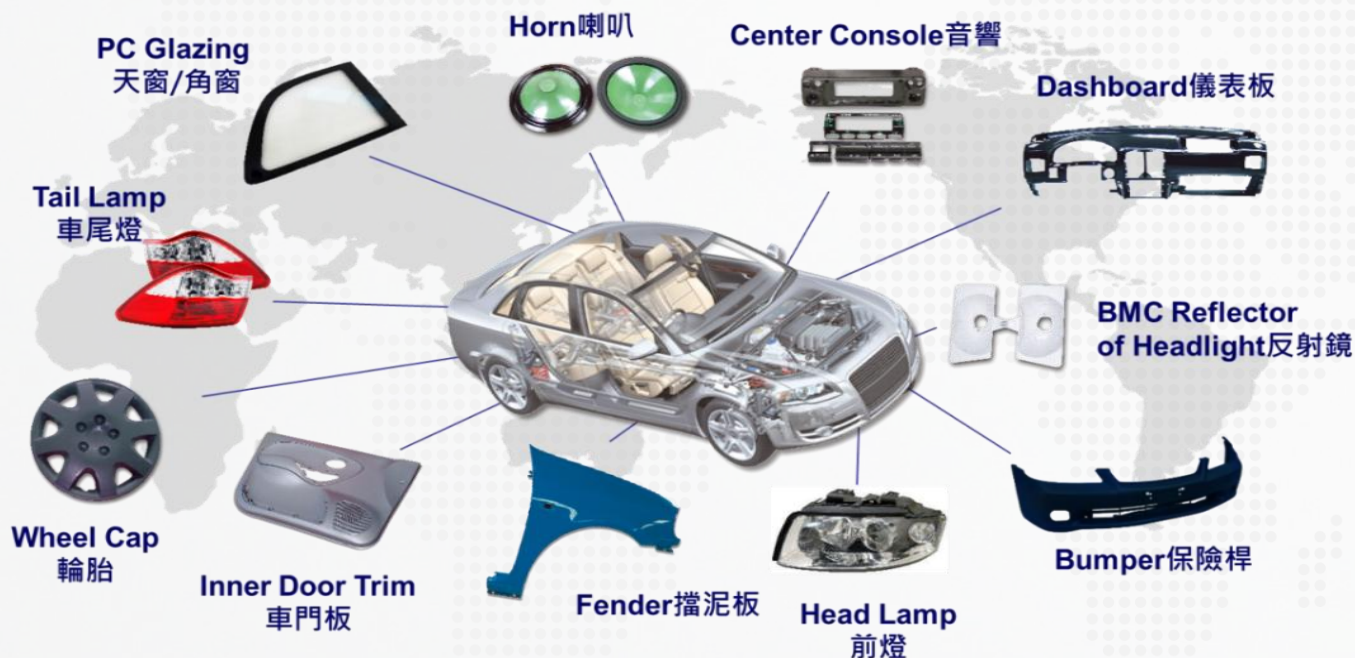 PC Glazing
天窗/角窗
Horn喇叭
Center Console音響
Dashboard儀表板
Tail Lamp
車尾燈
BMC Reflector
of Headlight反射鏡
Wheel Cap
輪胎
Inner Door Trim
車門板
Fender擋泥板
Head Lamp
前燈
Bumper保險桿